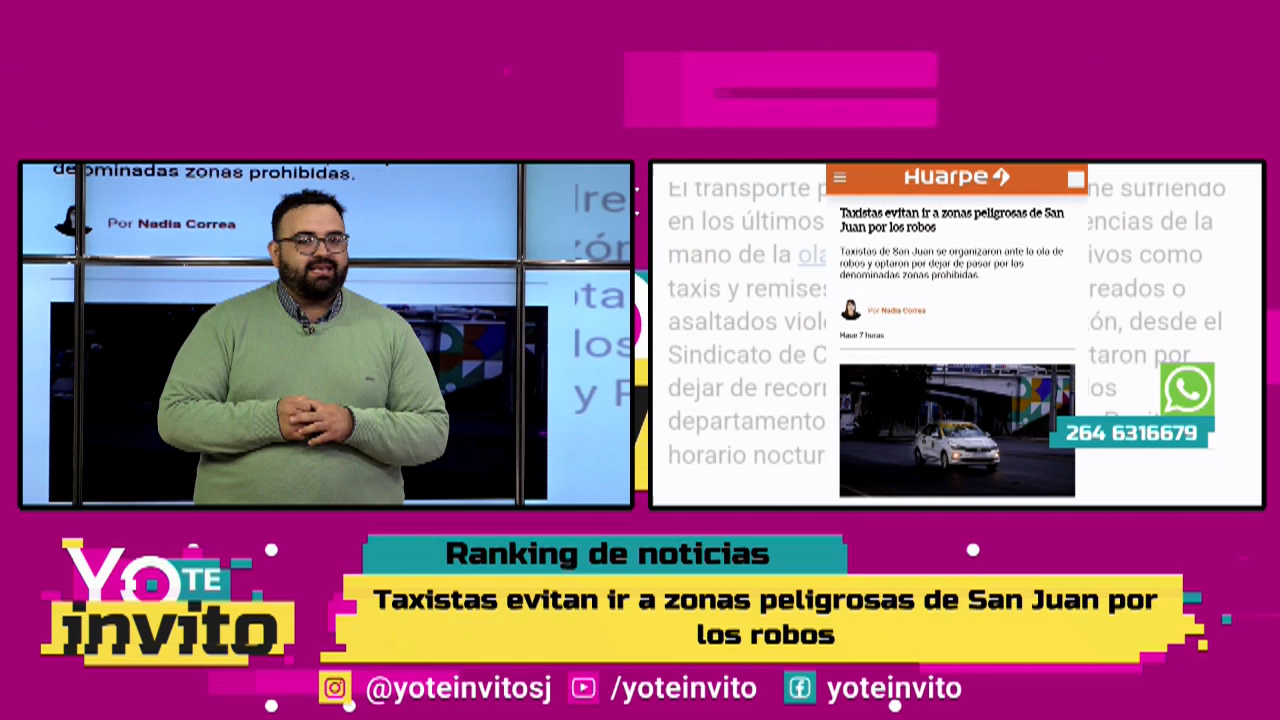 denominadas zonas prohibidas.
Por Nadia Correa
Huarpe
Taxistas evitan ir a zonas peligrosas de San
Juan por los robos
Taxistas de San Juan se organizaron ante la ola de
robos y optaron por dejar de pasar por las
denominadas zonas prohibidas.
Por Nadia Correa
Hace 7 horas
El transporte
en los últimos
mano de la ola
taxis y remises
asaltados
Sindicato de
dejar de
departamento
horario
ne sufriendo
encias de la
ivos como
readós o
ón, desde el
taron por
los
264 6316679
Ranking de noticias
Taxistas evitan ir a zonas peligrosas de San Juan por
los robos
YO TE
invito
@yoteinvitosj
/yoteinvito
yoteinvito